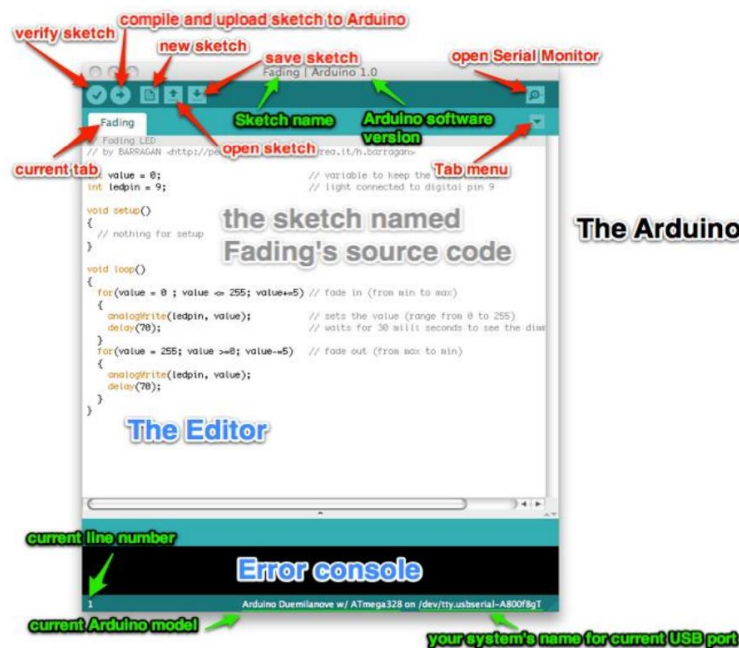 compile and upload sketch to Arduino
verify sketch
new sketch
save sketch
open Serial Monitor
Fading | Arduino 1.0
Sketch name
Arduino software version
Fading
open sketch
current tab
Tab menu
// Fading LED
// by BARRAGAN <http://
rea.it/h.barragan>
value = 0; // variable to keep the
int ledpin = 9; // light connected to digital pin 9
void setup()
{
// nothing for setup
}
the sketch named
Fading's source code
The Arduino
void loop()
{
for(value = 0 ; value <= 255; value+=5) // fade in (from min to max)
{
analogWrite(ledpin, value); // sets the value (range from 0 to 255)
delay(70); // waits for 30 milli seconds to see the
}
for(value = 255; value >=0; value-=5) // fade out (from max to min)
{
analogWrite(ledpin, value);
delay(70);
}
}
The Editor
current line number
Error console
1
Arduino Duemilanove w/ ATmega328 on /dev/tty.usbserial-A800f8gT
current Arduino model
your system's name for current USB port